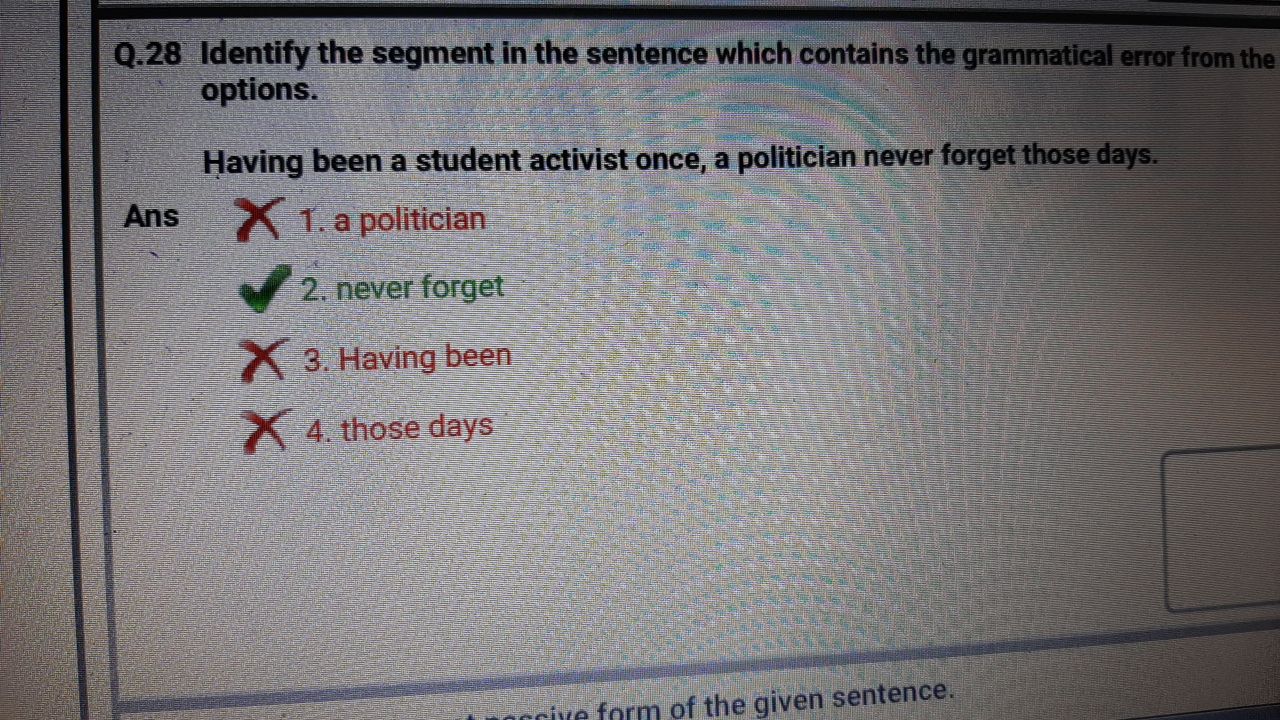 Q.28 Identify the segment in the sentence which contains the grammatical error from the
options.
Having been a student activist once, a politician never forget those days.
Ans
1. a politician
2. never forget
3. Having been
4. those days
form of the given sentence.